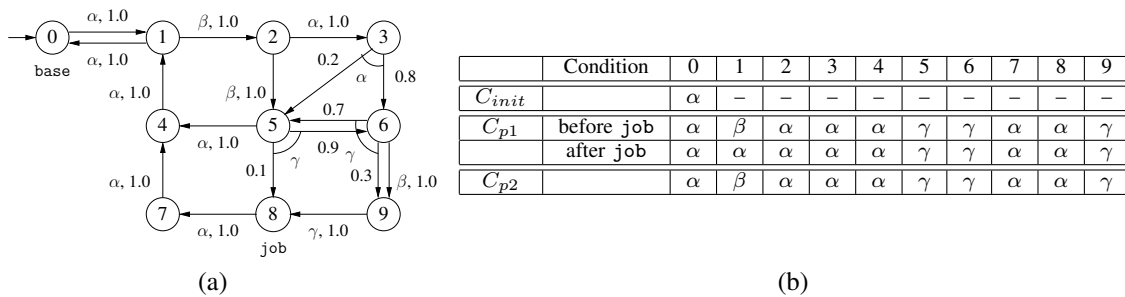 α, 1.0 β, 1.0 α, 1.0
0 1 2 3
α, 1.0
base
0.2 α 0.8
α, 1.0 β, 1.0
0.7
4 5 6
α, 1.0 0.9
γ γ
α, 1.0 0.1 0.3 β, 1.0
7 8 9
α, 1.0 γ, 1.0
job
(a)
Condition 0 1 2 3 4 5 6 7 8 9
C_init α – – – – – – – – –
C_p1 before job α β α α α γ γ α α γ
after job α α α α α γ γ α α γ
C_p2 α β α α α γ γ α α γ
(b)